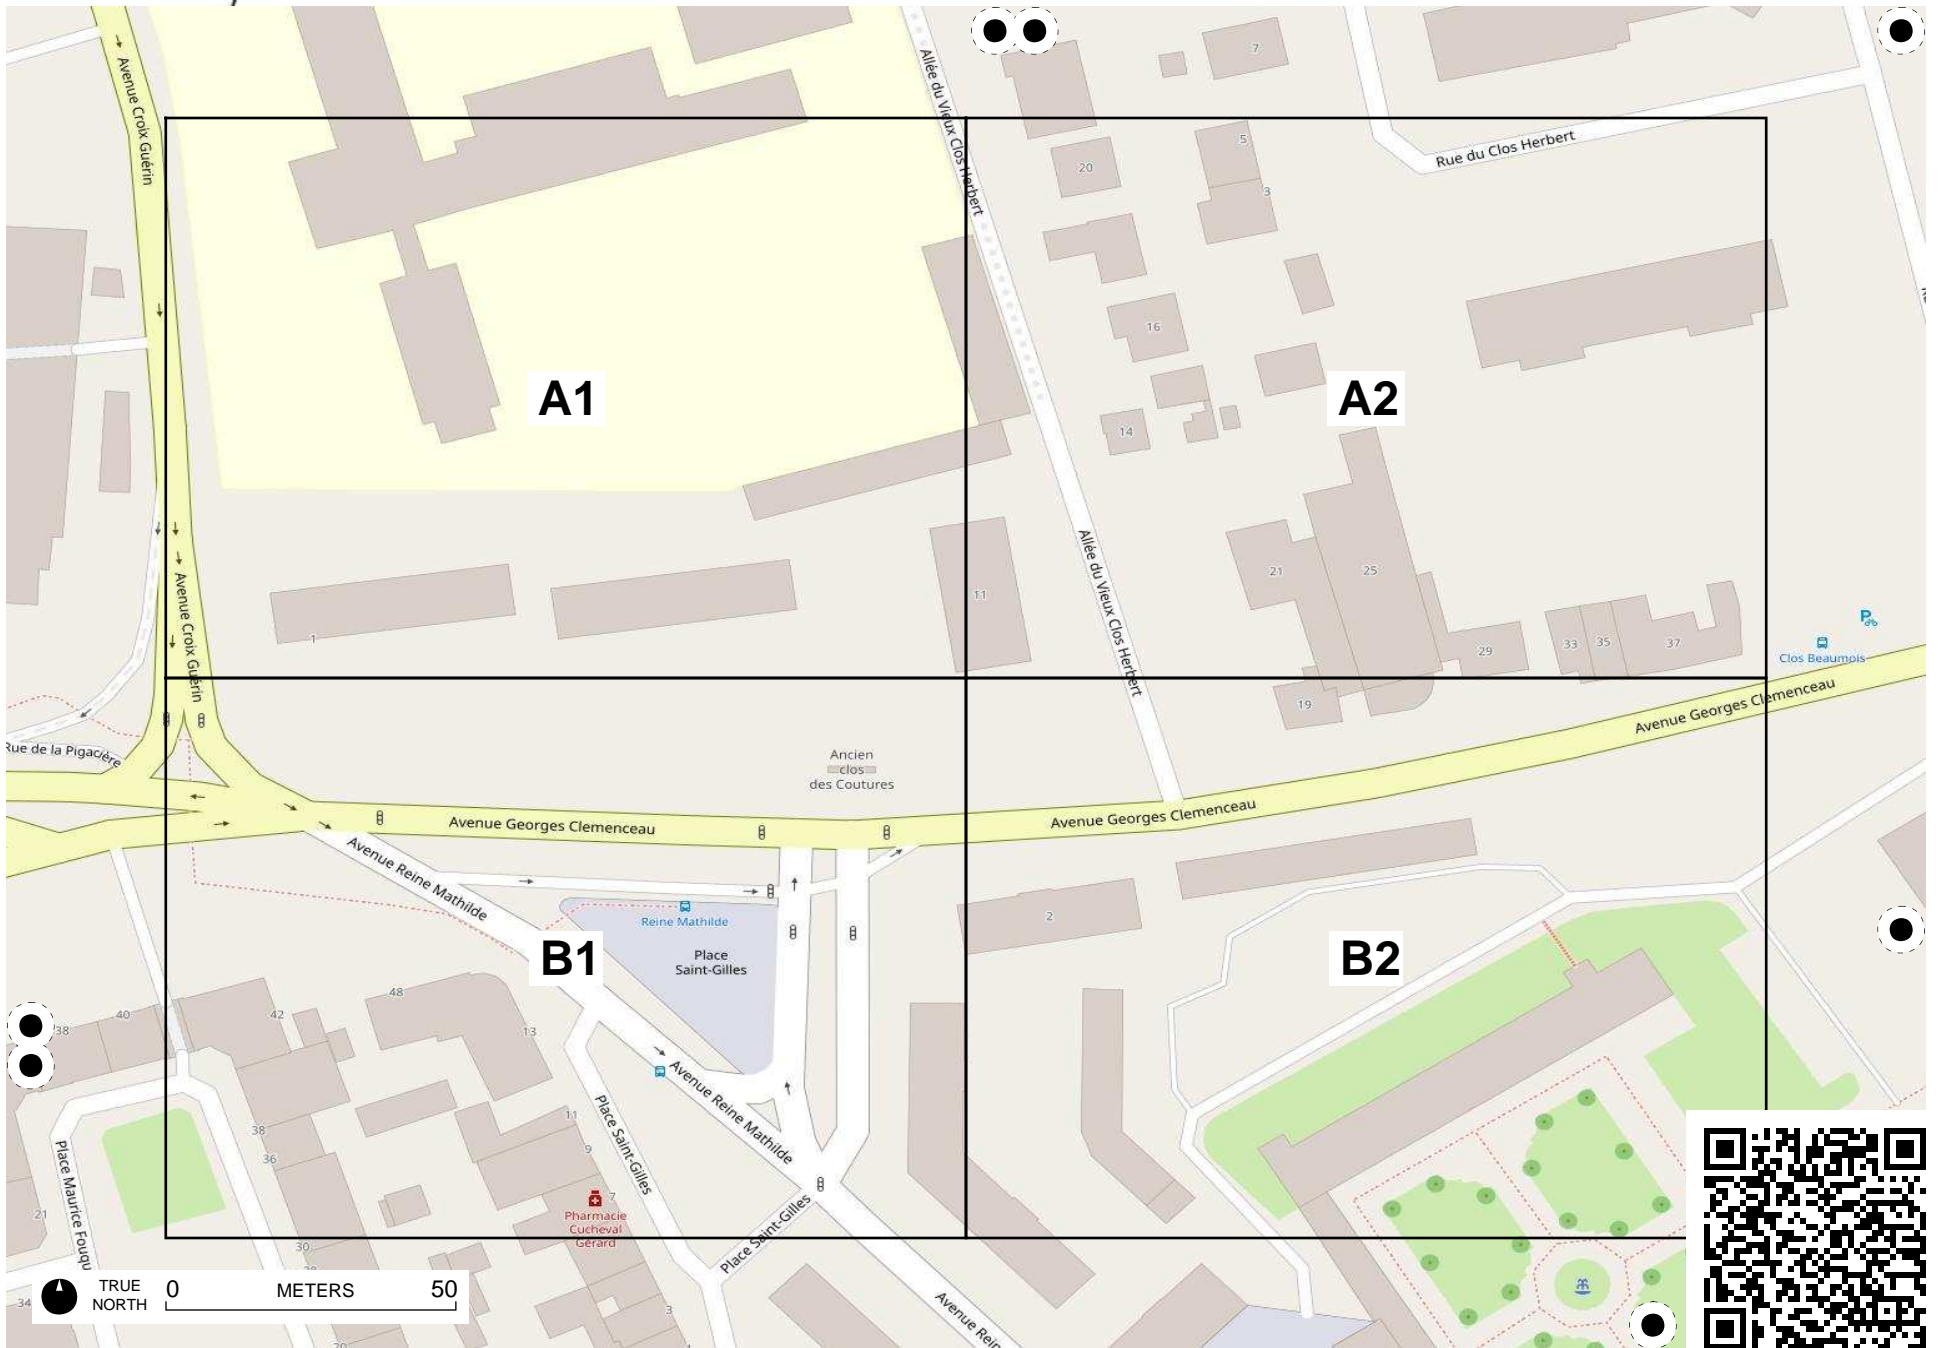 Avenue Croix Guérin
Allée du Vieux Clos Herbert
7
5
3
20
Rue du Clos Herbert
16
14
A1
A2
Avenue Croix Guérin
1
11
Allée du Vieux Clos Herbert
21
25
29
33
35
37
19
Clos Beaumois
Avenue Georges Clemenceau
Rue de la Pigacière
Ancien
clos
des Coutures
Avenue Georges Clemenceau
Avenue Georges Clemenceau
Avenue Reine Mathilde
Reine Mathilde
Place
Saint-Gilles
2
B1
B2
38
40
42
48
13
Avenue Reine Mathilde
Place Saint-Gilles
11
9
7
38
36
Place Maurice Fouqu
21
Pharmacie
Cucheval
Gérard
30
Place Saint-Gilles
34
3
Avenue Rein
TRUE
NORTH
0 METERS 50